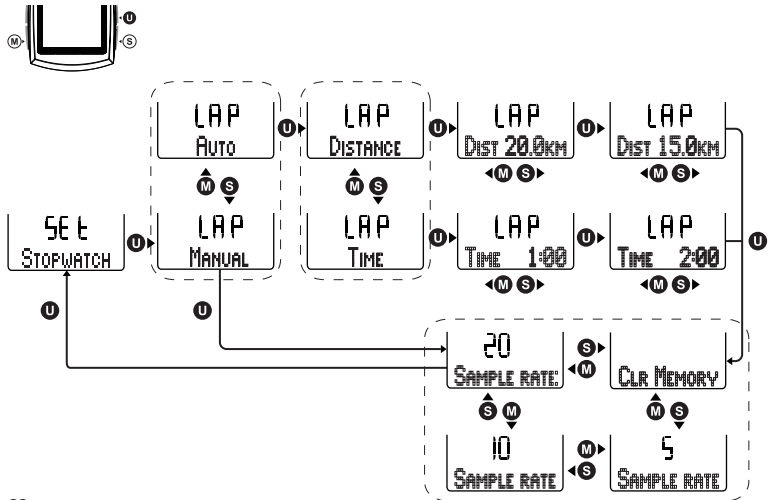 U
M
S
LAP
AUTO
U
LAP
DISTANCE
U
LAP
DIST 20.0KM
U
LAP
DIST 15.0KM
M S
M S
M S
M S
SET
STOPWATCH
U
LAP
MANUAL
LAP
TIME
U
LAP
TIME 1:00
U
LAP
TIME 2:00
U
M S
M S
U
U
20
SAMPLE RATE:
S
M
CLR MEMORY
S M
M S
10
SAMPLE RATE
M
S
5
SAMPLE RATE